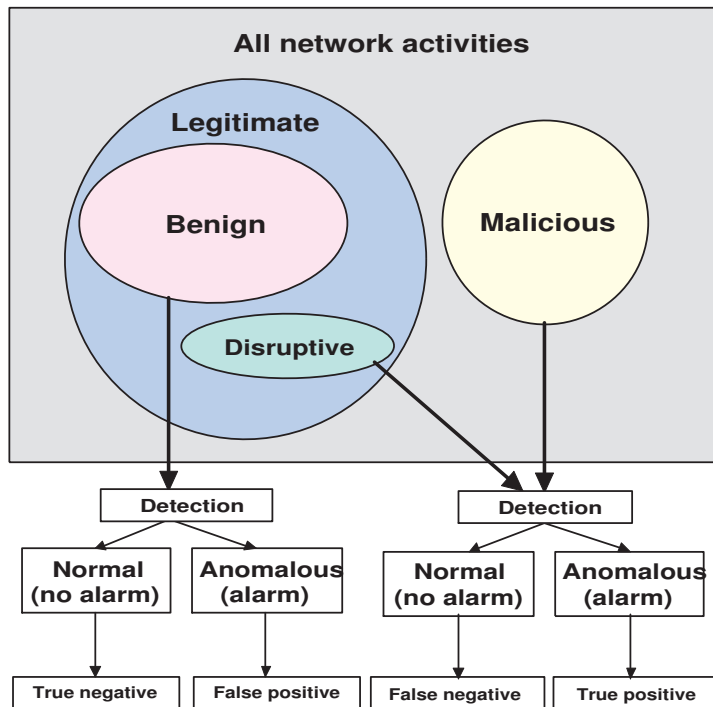 All network activities
Legitimate
Benign
Malicious
Disruptive
Detection
Detection
Normal
(no alarm)
Anomalous
(alarm)
Normal
(no alarm)
Anomalous
(alarm)
True negative
False positive
False negative
True positive